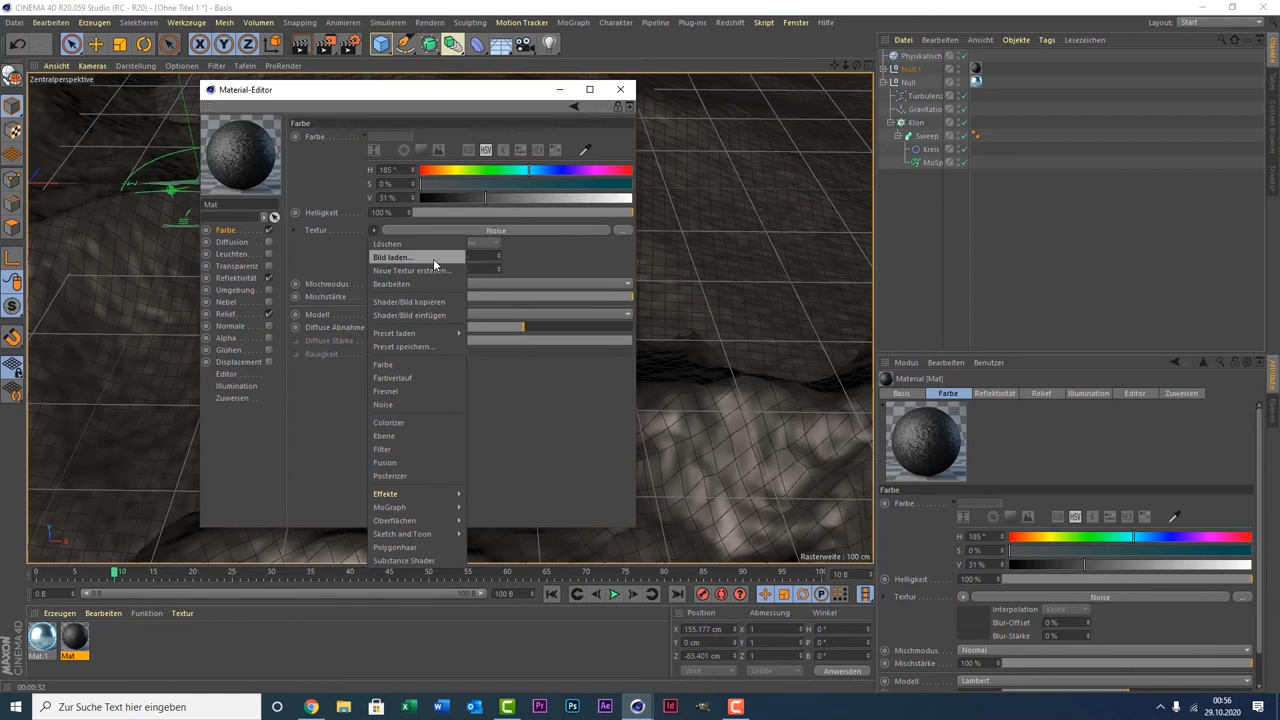 CINEMA 4D R20.059 Studio (RC - R20) - [Ohne Titel 1 *] - Basis
Datei Bearbeiten Erzeugen Selektieren Werkzeuge Mesh Volumen Snapping Animieren Simulieren Rendern Sculpting Motion Tracker MoGraph Charakter Pipeline Plug-ins Redshift Skript Fenster Hilfe
Layout: Start
X Y Z
Datei Bearbeiten Ansicht Objekte Tags Lesezeichen
Ansicht Kameras Darstellung Optionen Filter Tafeln ProRender
Zentralperspektive
Physikalisch
Null.1
Null
Turbulenz
Gravitatio
Klon
Sweep
Kreis
MoSp
Material-Editor
Farbe
Farbe
H 185 °
S 0 %
V 31 %
Mat
Helligkeit 100 %
Textur Noise ...
Farbe
Diffusion
Leuchten
Transparenz
Reflektivität
Umgebung
Nebel
Relief
Normale
Alpha
Glühen
Displacement
Editor
Illumination
Zuweisen
Mischmodus
Mischstärke
Modell
Diffuse Abnahme
Diffuse Stärke
Rauigkeit
Löschen
Bild laden...
Neue Textur erstellen...
Bearbeiten
Shader/Bild kopieren
Shader/Bild einfügen
Preset laden
Preset speichern...
Farbe
Farbverlauf
Fresnel
Noise
Colorizer
Ebene
Filter
Fusion
Posterizer
Effekte
MoGraph
Oberflächen
Sketch and Toon
Polygonhaar
Substance Shader
Rasterweite : 100 cm
Modus Bearbeiten Benutzer
Material [Mat]
Basis Farbe Reflektivität Relief Illumination Editor Zuweisen
Farbe
Farbe
H 185 °
S 0 %
V 31 %
Helligkeit 100 %
Textur Noise ...
Interpolation Keine
Blur-Offset 0 %
Blur-Stärke 0 %
Mischmodus Normal
Mischstärke 100 %
Modell Lambert
0 5 10 15 20 25 30 35 40 45 50 55 60 65 70 75 80 85 90 95 100 10 B
0 B 0 B 100 B 100 B
Erzeugen Bearbeiten Funktion Textur
Mat.1 Mat
Position Abmessung Winkel
X 155.177 cm X 1 H 0 °
Y 0 cm Y 1 P 0 °
Z -83.401 cm Z 1 B 0 °
Welt Größe Anwenden
MAXON CINEMA 4D
00:00:32
Zur Suche Text hier eingeben
00:56
29.10.2020